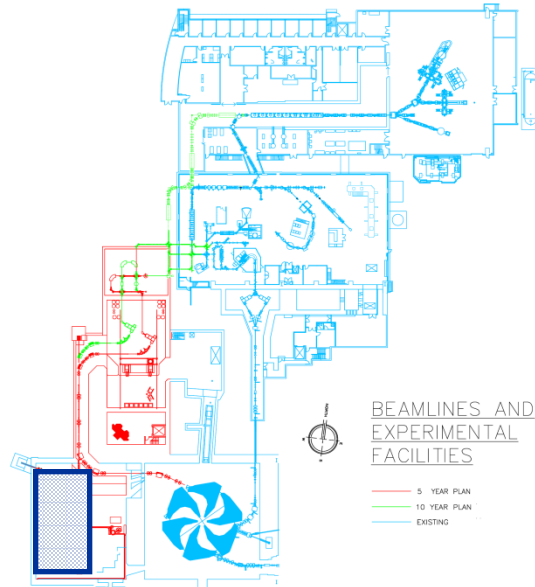 BEAMLINES AND
EXPERIMENTAL
FACILITIES
5 YEAR PLAN
10 YEAR PLAN
EXISTING